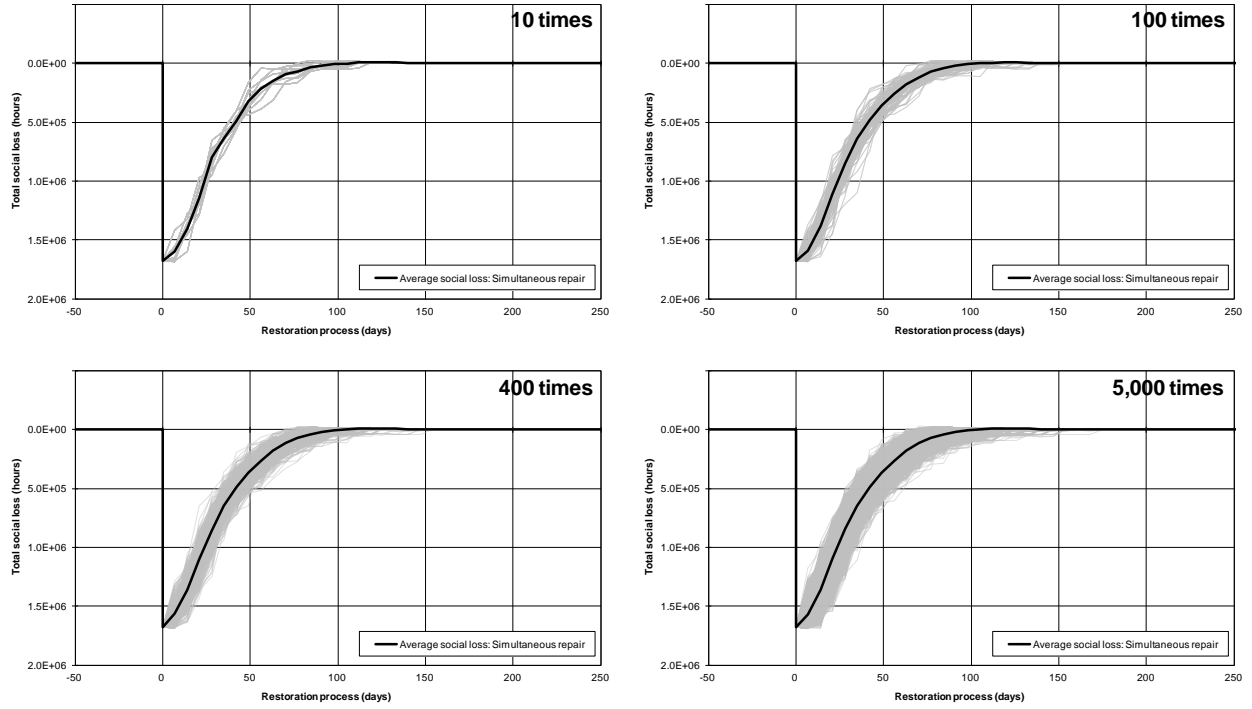 10 times
Total social loss (hours)
0.0E+00
5.0E+05
1.0E+06
1.5E+06
2.0E+06
Average social loss: Simultaneous repair
-50 0 50 100 150 200 250
Restoration process (days)
100 times
Total social loss (hours)
0.0E+00
5.0E+05
1.0E+06
1.5E+06
2.0E+06
Average social loss: Simultaneous repair
-50 0 50 100 150 200 250
Restoration process (days)
400 times
Total social loss (hours)
0.0E+00
5.0E+05
1.0E+06
1.5E+06
2.0E+06
Average social loss: Simultaneous repair
-50 0 50 100 150 200 250
Restoration process (days)
5,000 times
Total social loss (hours)
0.0E+00
5.0E+05
1.0E+06
1.5E+06
2.0E+06
Average social loss: Simultaneous repair
-50 0 50 100 150 200 250
Restoration process (days)